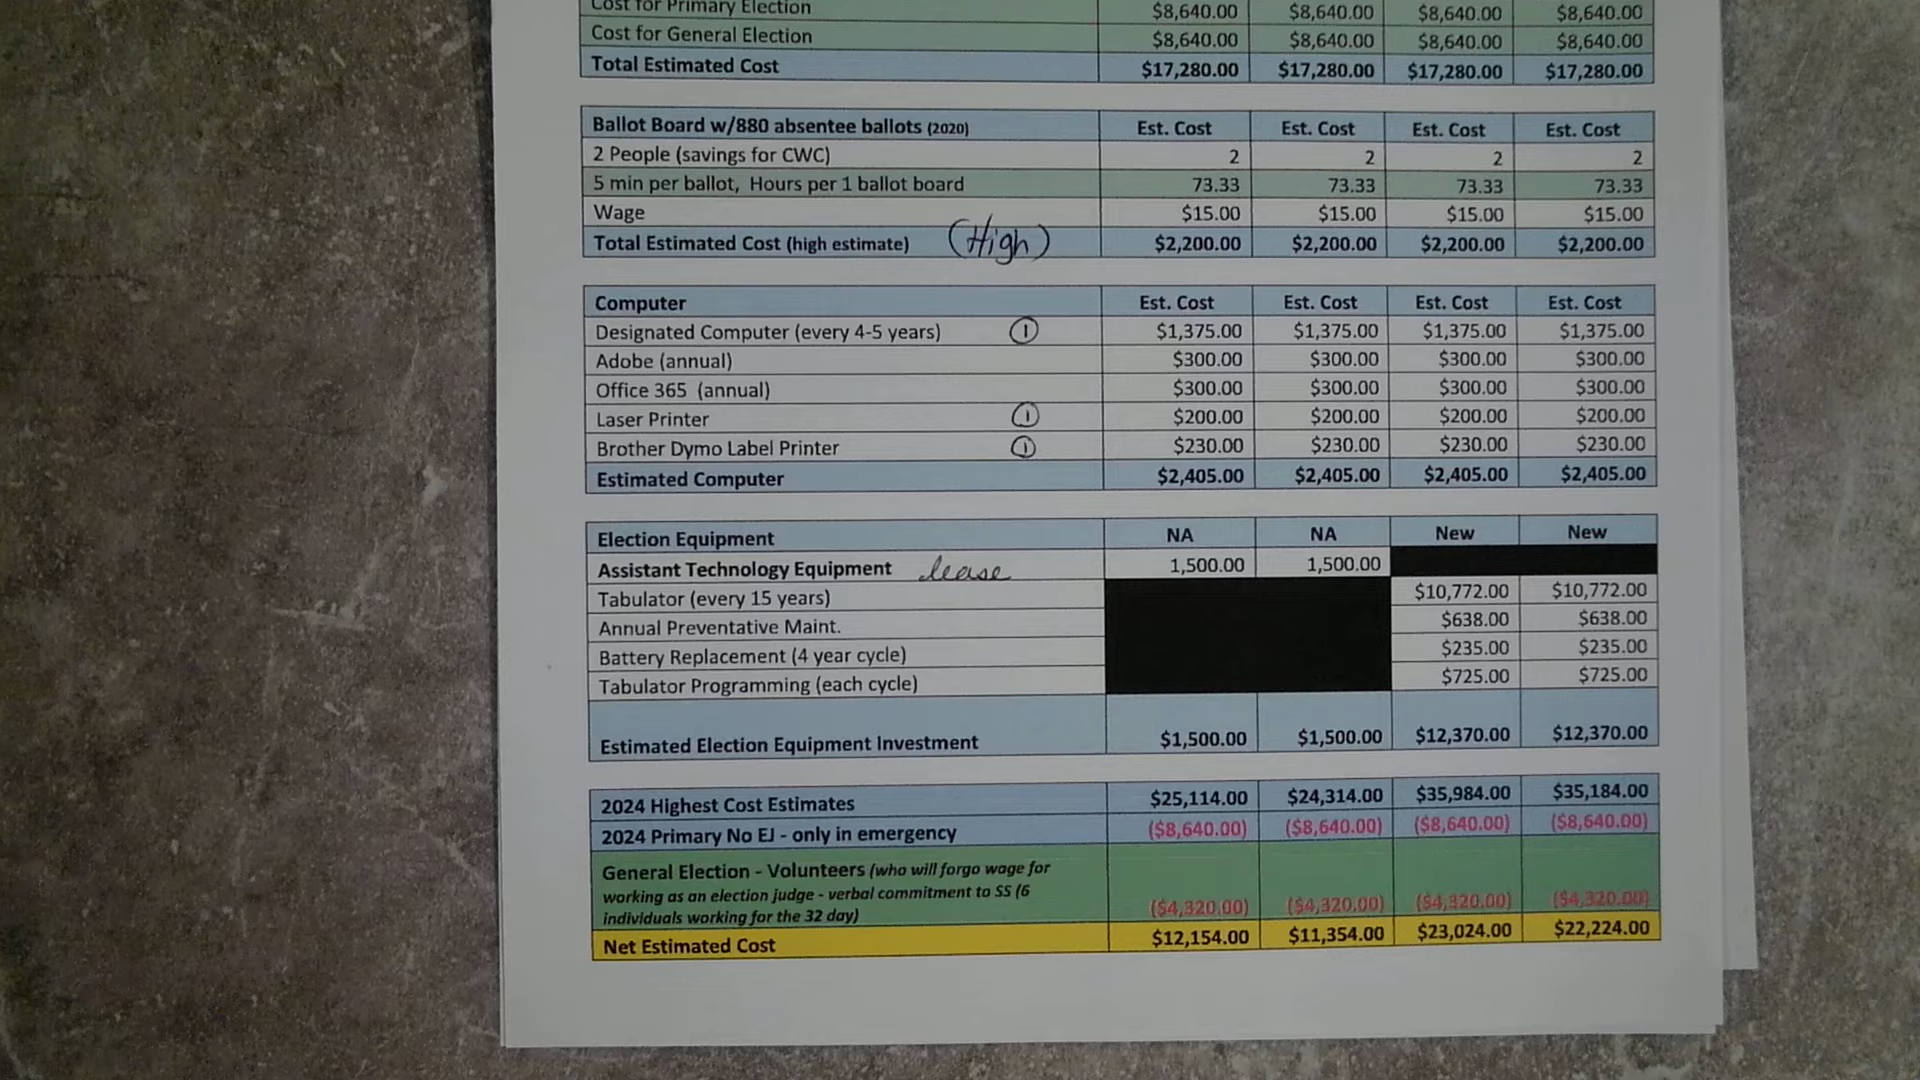 Cost for Primary Election $8,640.00 $8,640.00 $8,640.00 $8,640.00
Cost for General Election $8,640.00 $8,640.00 $8,640.00 $8,640.00
Total Estimated Cost $17,280.00 $17,280.00 $17,280.00 $17,280.00
Ballot Board w/880 absentee ballots (2020) Est. Cost Est. Cost Est. Cost Est. Cost
2 People (savings for CWC) 2 2 2 2
5 min per ballot, Hours per 1 ballot board 73.33 73.33 73.33 73.33
Wage $15.00 $15.00 $15.00 $15.00
Total Estimated Cost (high estimate) (High) $2,200.00 $2,200.00 $2,200.00 $2,200.00
Computer Est. Cost Est. Cost Est. Cost Est. Cost
Designated Computer (every 4-5 years) 1 $1,375.00 $1,375.00 $1,375.00 $1,375.00
Adobe (annual) $300.00 $300.00 $300.00 $300.00
Office 365 (annual) $300.00 $300.00 $300.00 $300.00
Laser Printer 1 $200.00 $200.00 $200.00 $200.00
Brother Dymo Label Printer 1 $230.00 $230.00 $230.00 $230.00
Estimated Computer $2,405.00 $2,405.00 $2,405.00 $2,405.00
Election Equipment NA NA New New
Assistant Technology Equipment lease 1,500.00 1,500.00
Tabulator (every 15 years) $10,772.00 $10,772.00
Annual Preventative Maint. $638.00 $638.00
Battery Replacement (4 year cycle) $235.00 $235.00
Tabulator Programming (each cycle) $725.00 $725.00
Estimated Election Equipment Investment $1,500.00 $1,500.00 $12,370.00 $12,370.00
2024 Highest Cost Estimates $25,114.00 $24,314.00 $35,984.00 $35,184.00
2024 Primary No EJ - only in emergency ($8,640.00) ($8,640.00) ($8,640.00) ($8,640.00)
General Election - Volunteers (who will forgo wage for
working as an election judge - verbal commitment to SS (6
individuals working for the 32 day) ($4,320.00) ($4,320.00) ($4,320.00) ($4,320.00)
Net Estimated Cost $12,154.00 $11,354.00 $23,024.00 $22,224.00